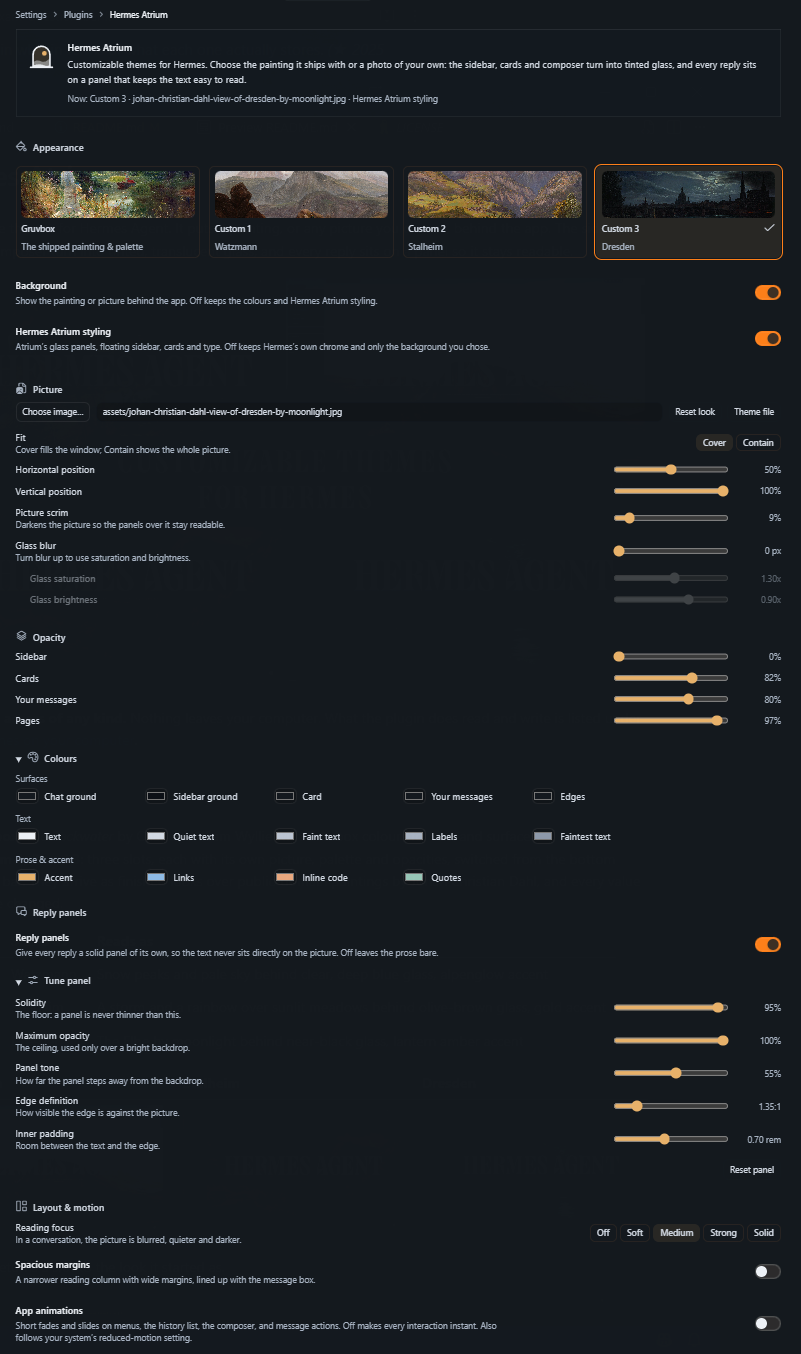 Settings > Plugins > Hermes Atrium
Hermes Atrium
Customizable themes for Hermes. Choose the painting it ships with or a photo of your own: the sidebar, cards and composer turn into tinted glass, and every reply sits
on a panel that keeps the text easy to read.
Now: Custom 3 · johan-christian-dahl-view-of-dresden-by-moonlight.jpg · Hermes Atrium styling
Appearance
Gruvbox
The shipped painting & palette
Custom 1
Watzmann
Custom 2
Stalheim
Custom 3
Dresden
Background
Show the painting or picture behind the app. Off keeps the colours and Hermes Atrium styling.
Hermes Atrium styling
Atrium's glass panels, floating sidebar, cards and type. Off keeps Hermes's own chrome and only the background you chose.
Picture
Choose image... assets/johan-christian-dahl-view-of-dresden-by-moonlight.jpg Reset look Theme file
Fit
Cover fills the window; Contain shows the whole picture.
Cover Contain
Horizontal position 50%
Vertical position 100%
Picture scrim
Darkens the picture so the panels over it stay readable.
9%
Glass blur
Turn blur up to use saturation and brightness.
0 px
Glass saturation 1.30x
Glass brightness 0.90x
Opacity
Sidebar 0%
Cards 82%
Your messages 80%
Pages 97%
Colours
Surfaces
Chat ground Sidebar ground Card Your messages Edges
Text
Text Quiet text Faint text Labels Faintest text
Prose & accent
Accent Links Inline code Quotes
Reply panels
Reply panels
Give every reply a solid panel of its own, so the text never sits directly on the picture. Off leaves the prose bare.
Tune panel
Solidity
The floor: a panel is never thinner than this.
95%
Maximum opacity
The ceiling, used only over a bright backdrop.
100%
Panel tone
How far the panel steps away from the backdrop.
55%
Edge definition
How visible the edge is against the picture.
1.35:1
Inner padding
Room between the text and the edge.
0.70 rem
Reset panel
Layout & motion
Reading focus
In a conversation, the picture is blurred, quieter and darker.
Off Soft Medium Strong Solid
Spacious margins
A narrower reading column with wide margins, lined up with the message box.
App animations
Short fades and slides on menus, the history list, the composer, and message actions. Off makes every interaction instant. Also
follows your system's reduced-motion setting.